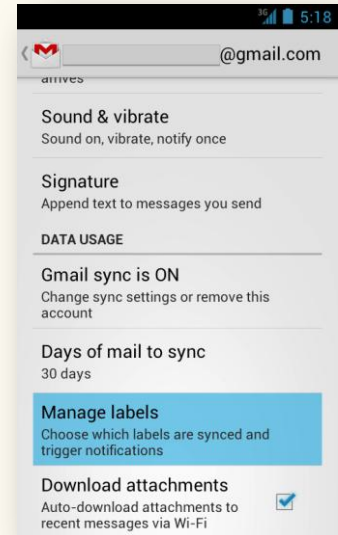 3G 5:18
@gmail.com
arrives
Sound & vibrate
Sound on, vibrate, notify once
Signature
Append text to messages you send
DATA USAGE
Gmail sync is ON
Change sync settings or remove this
account
Days of mail to sync
30 days
Manage labels
Choose which labels are synced and
trigger notifications
Download attachments
Auto-download attachments to
recent messages via Wi-Fi